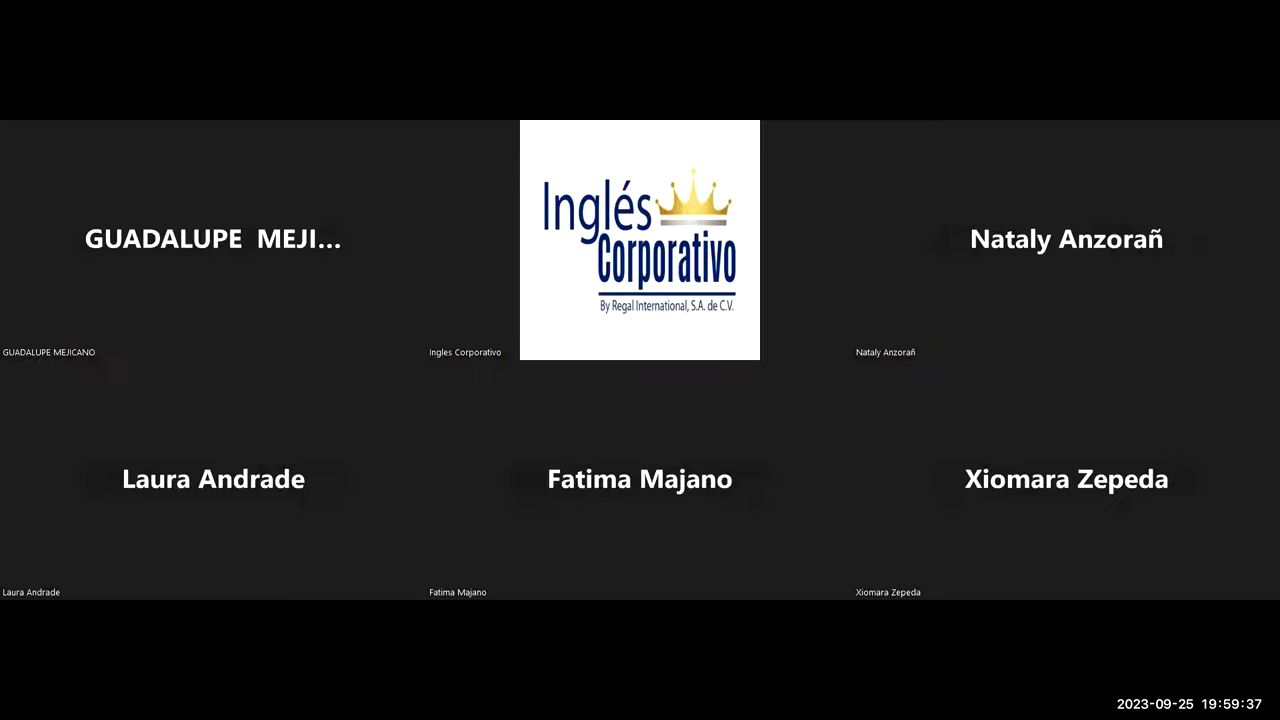 GUADALUPE  MEJI...
Inglés
Corporativo
By Regal International, S.A. de C.V.
Nataly Anzorañ
GUADALUPE MEJICANO
Ingles Corporativo
Nataly Anzorañ
Laura Andrade
Fatima Majano
Xiomara Zepeda
Laura Andrade
Fatima Majano
Xiomara Zepeda
2023-09-25 19:59:37